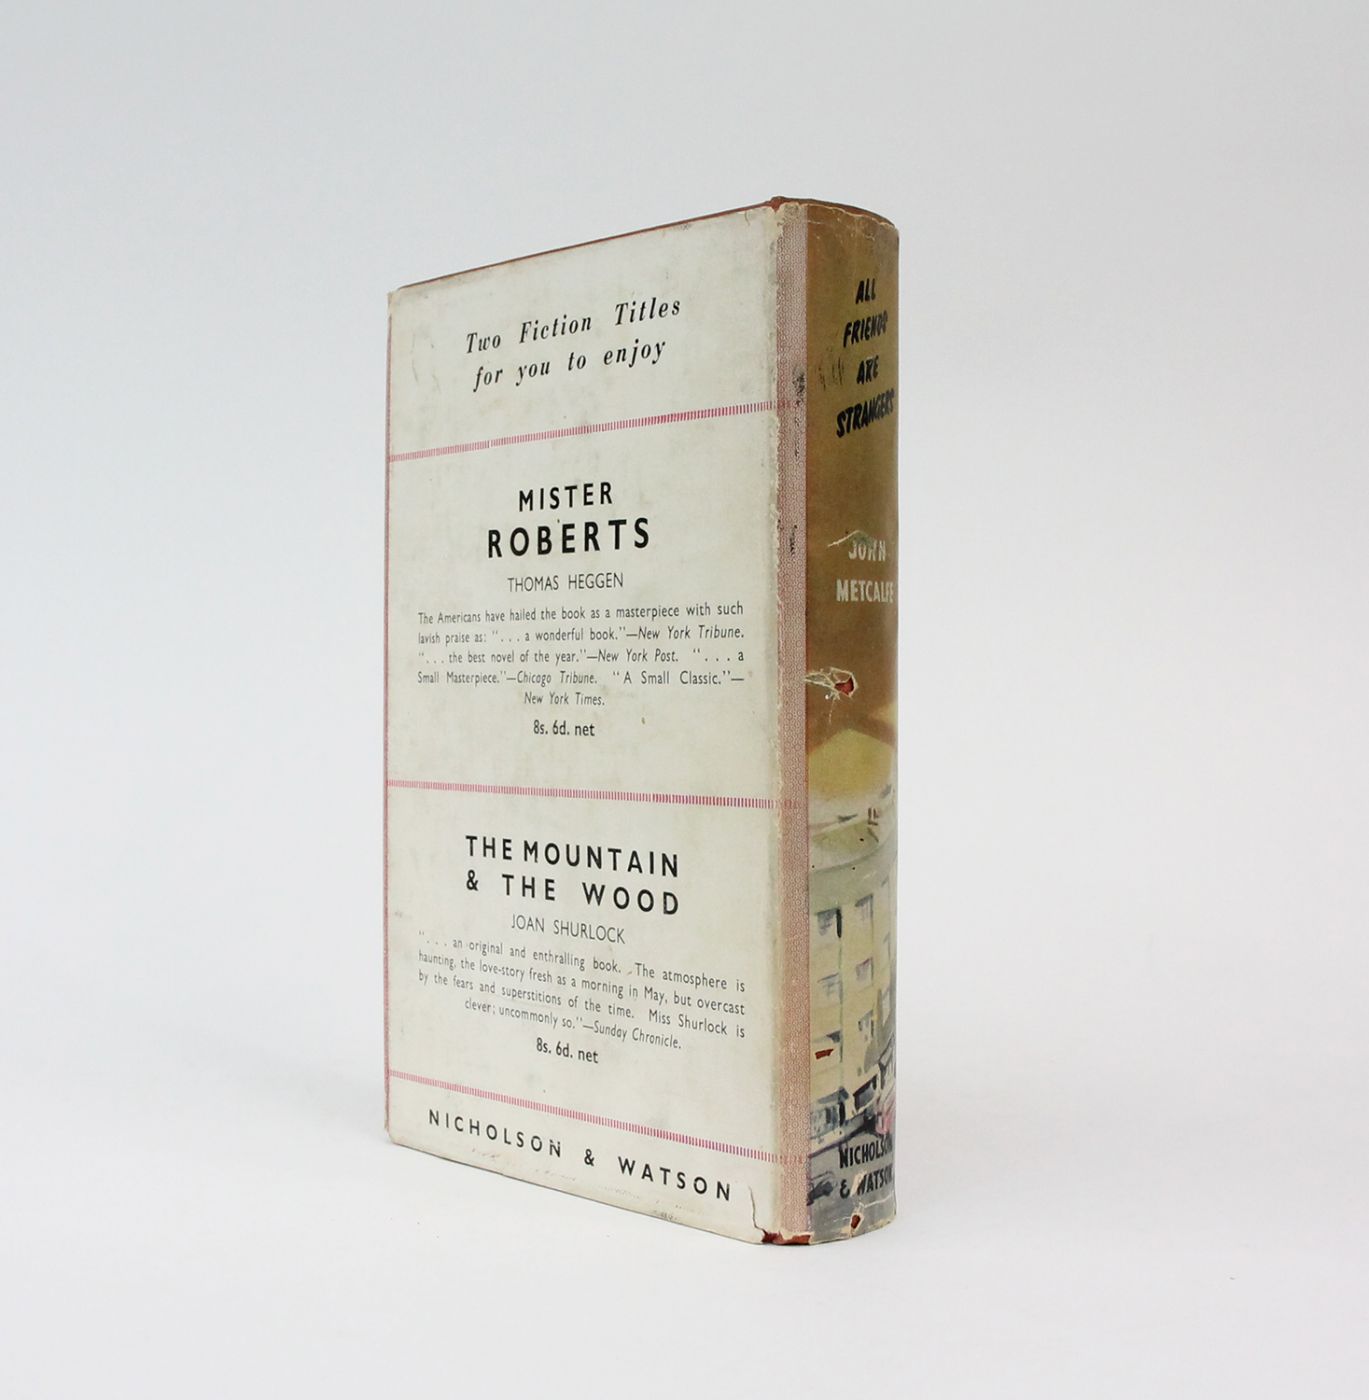 Two Fiction Titles
for you to enjoy
MISTER
ROBERTS
THOMAS HEGGEN
The Americans have hailed the book as a masterpiece with such
lavish praise as: ". . . a wonderful book."—New York Tribune.
". . . the best novel of the year."—New York Post. ". . . a
Small Masterpiece."—Chicago Tribune. "A Small Classic."—
New York Times.
8s. 6d. net
THE MOUNTAIN
& THE WOOD
JOAN SHURLOCK
". . . an original and enthralling book. The atmosphere is
haunting, the love-story fresh as a morning in May, but overcast
by the fears and superstitions of the time. Miss Shurlock is
clever; uncommonly so."—Sunday Chronicle.
8s. 6d. net
NICHOLSON & WATSON
ALL
FRIENDS
ARE
STRANGERS
JOHN
METCALFE
NICHOLSON
& WATSON